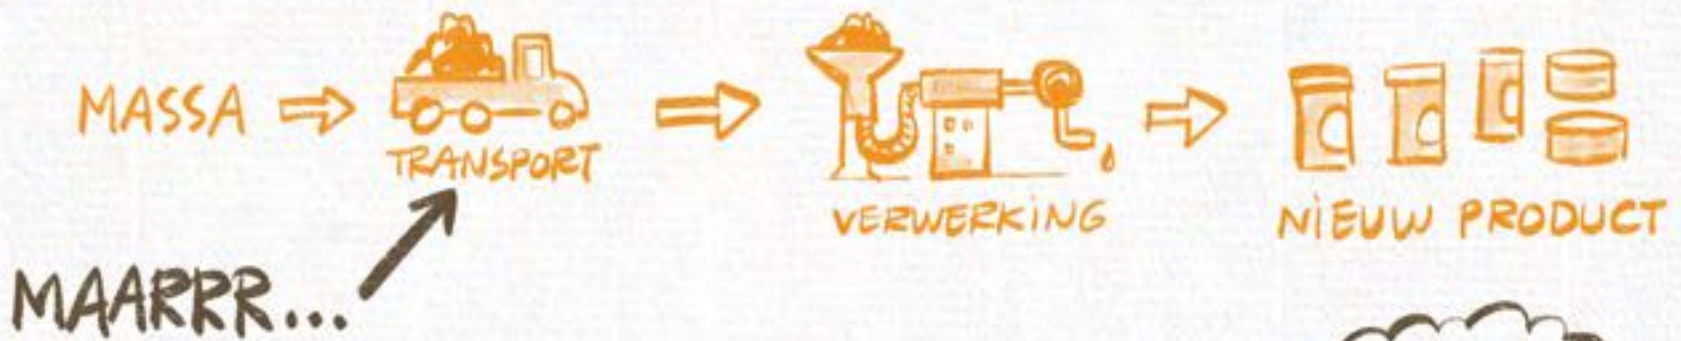 MASSA
TRANSPORT
VERWERKING
NIEUW PRODUCT
MAARRR...